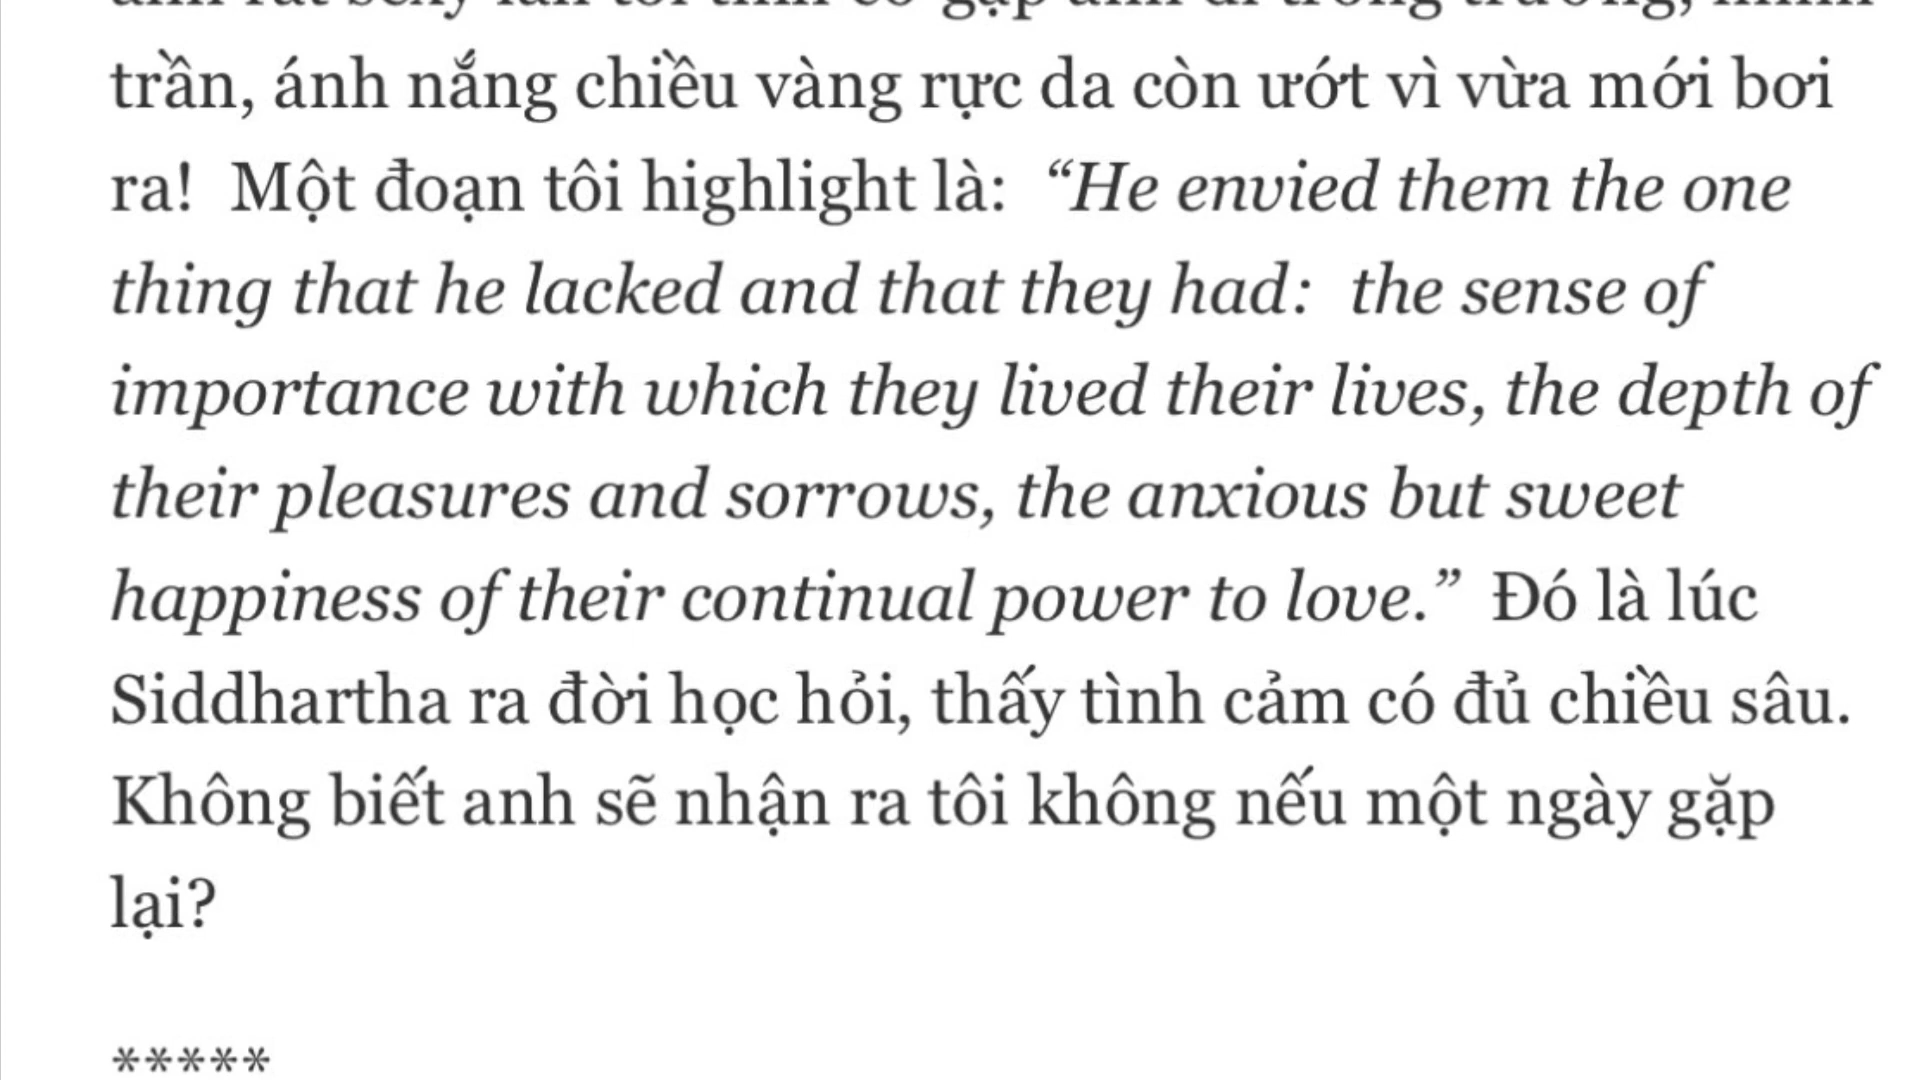 trần, ánh nắng chiều vàng rực da còn ướt vì vừa mới bơi
ra!  Một đoạn tôi highlight là:  “He envied them the one
thing that he lacked and that they had:  the sense of
importance with which they lived their lives, the depth of
their pleasures and sorrows, the anxious but sweet
happiness of their continual power to love.”  Đó là lúc
Siddhartha ra đời học hỏi, thấy tình cảm có đủ chiều sâu.
Không biết anh sẽ nhận ra tôi không nếu một ngày gặp
lại?
*****